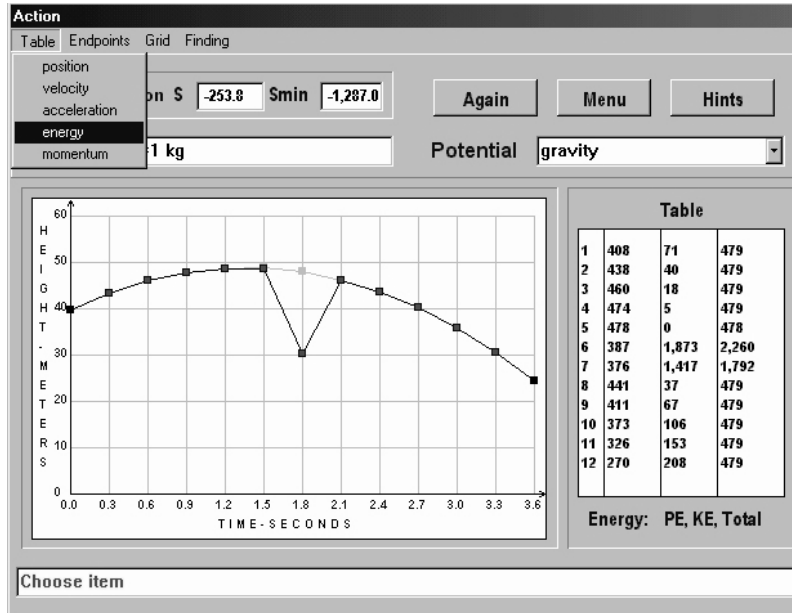 Action
Table Endpoints Grid Finding
position
velocity
acceleration
energy
momentum
on S -253.8 Smin -1,287.0
Again Menu Hints
1 kg
Potential gravity
HEIGHT-METERS
60
50
40
30
20
10
0
0.0 0.3 0.6 0.9 1.2 1.5 1.8 2.1 2.4 2.7 3.0 3.3 3.6
TIME-SECONDS
Table
1 408 71 479
2 438 40 479
3 460 18 479
4 474 5 479
5 478 0 478
6 387 1,873 2,260
7 376 1,417 1,792
8 441 37 479
9 411 67 479
10 373 106 479
11 326 153 479
12 270 208 479
Energy: PE, KE, Total
Choose item